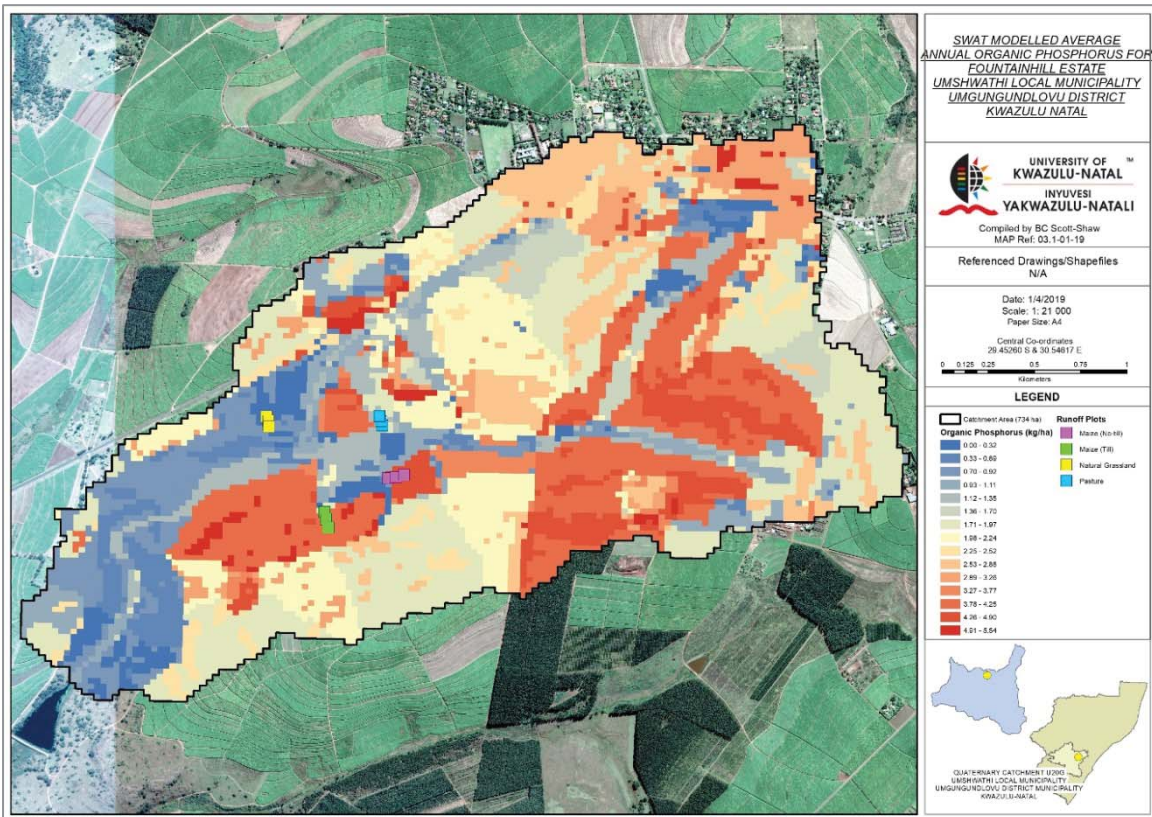 SWAT MODELLED AVERAGE
ANNUAL ORGANIC PHOSPHORUS FOR
FOUNTAINHILL ESTATE
UMSHWATHI LOCAL MUNICIPALITY
UMGUNGUNDLOVU DISTRICT
KWAZULU NATAL
UNIVERSITY OF ™
KWAZULU-NATAL
INYUVESI
YAKWAZULU-NATALI
Compiled by BC Scott-Shaw
MAP Ref: 03.1-01-19
Referenced Drawings/Shapefiles
N/A
Date: 1/4/2019
Scale: 1: 21 000
Paper Size: A4
Central Co-ordinates
29.45260 S & 30.54617 E
0 0.125 0.25 0.5 0.75 1
Kilometers
LEGEND
Catchment Area (734 ha)
Organic Phosphorus (kg/ha)
0.00 - 0.32
0.33 - 0.69
0.70 - 0.92
0.93 - 1.11
1.12 - 1.35
1.36 - 1.70
1.71 - 1.97
1.98 - 2.24
2.25 - 2.52
2.53 - 2.88
2.89 - 3.26
3.27 - 3.77
3.78 - 4.25
4.26 - 4.90
4.91 - 5.54
Runoff Plots
Maize (No-till)
Maize (Till)
Natural Grassland
Pasture
QUATERNARY CATCHMENT U20G
UMSHWATHI LOCAL MUNICIPALITY
UMGUNGUNDLOVU DISTRICT MUNICIPALITY
KWAZULU-NATAL